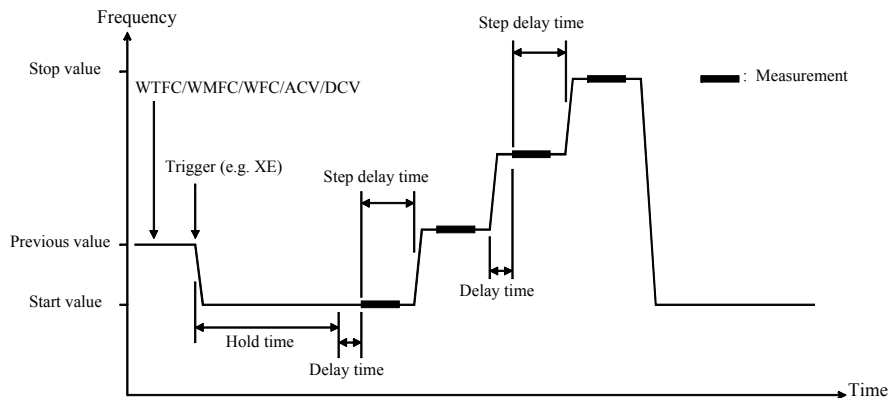 Frequency
Step delay time
Stop value
WTFC/WMFC/WFC/ACV/DCV
: Measurement
Trigger (e.g. XE)
Step delay time
Previous value
Delay time
Start value
Hold time
Delay time
Time